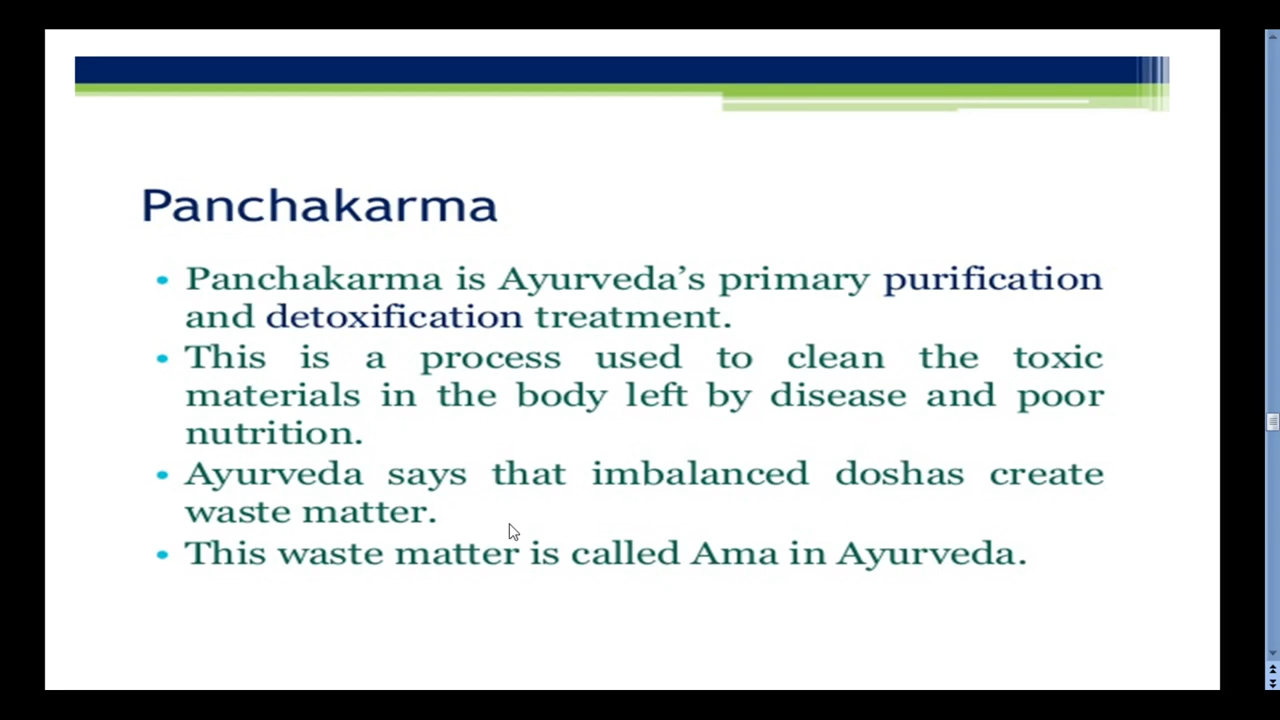 Panchakarma
• Panchakarma is Ayurveda’s primary purification
and detoxification treatment.
• This is a process used to clean the toxic
materials in the body left by disease and poor
nutrition.
• Ayurveda says that imbalanced doshas create
waste matter.
• This waste matter is called Ama in Ayurveda.